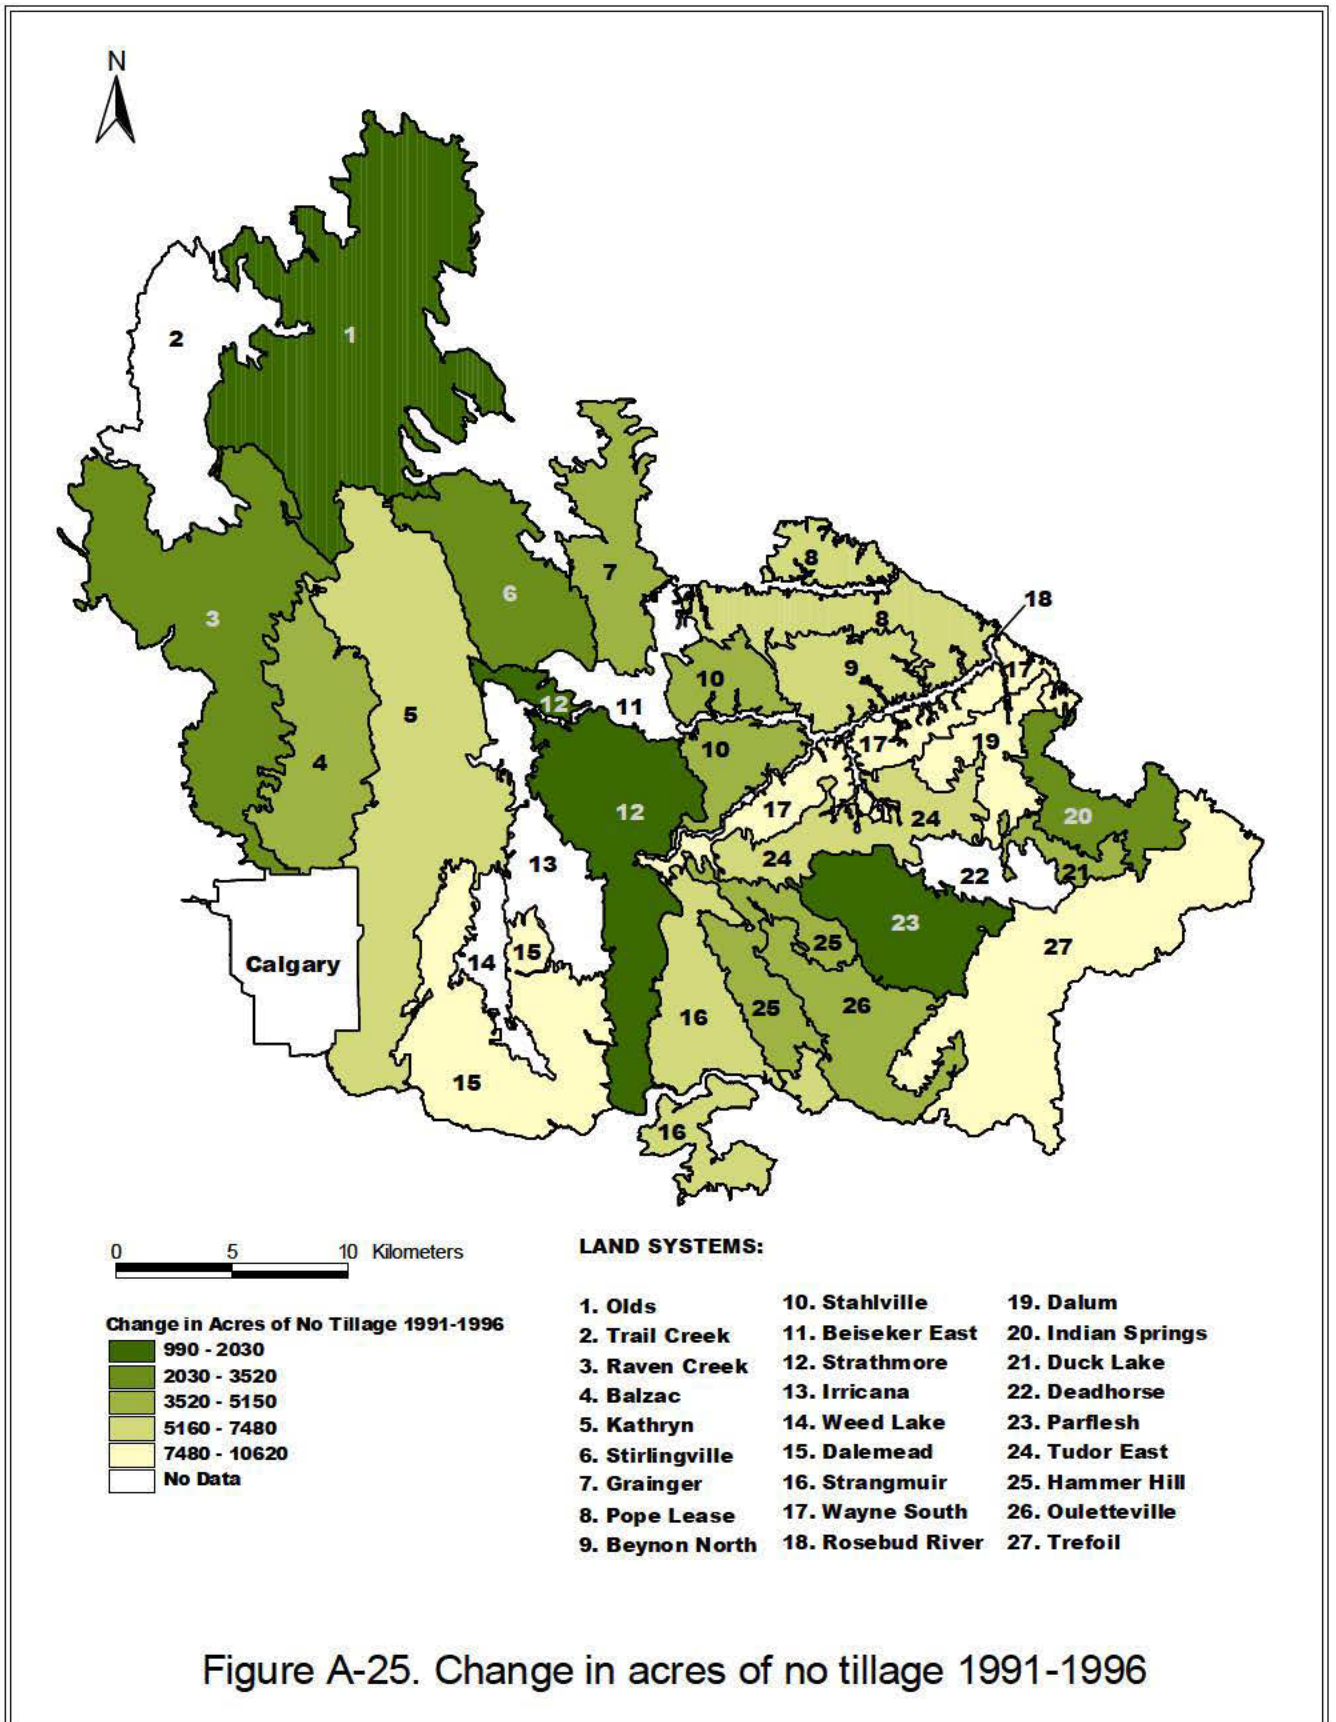 N
1
2
3
4
5
6
7
7
8
8
9
10
10
11
12
12
13
14
15
15
16
16
17
17
17
18
19
20
21
22
23
24
24
25
25
26
27
Calgary
0 5 10 Kilometers
Change in Acres of No Tillage 1991-1996
990 - 2030
2030 - 3520
3520 - 5150
5160 - 7480
7480 - 10620
No Data
LAND SYSTEMS:
1. Olds
2. Trail Creek
3. Raven Creek
4. Balzac
5. Kathryn
6. Stirlingville
7. Grainger
8. Pope Lease
9. Beynon North
10. Stahlville
11. Beiseker East
12. Strathmore
13. Irricana
14. Weed Lake
15. Dalemead
16. Strangmuir
17. Wayne South
18. Rosebud River
19. Dalum
20. Indian Springs
21. Duck Lake
22. Deadhorse
23. Parflesh
24. Tudor East
25. Hammer Hill
26. Ouletteville
27. Trefoil
Figure A-25. Change in acres of no tillage 1991-1996